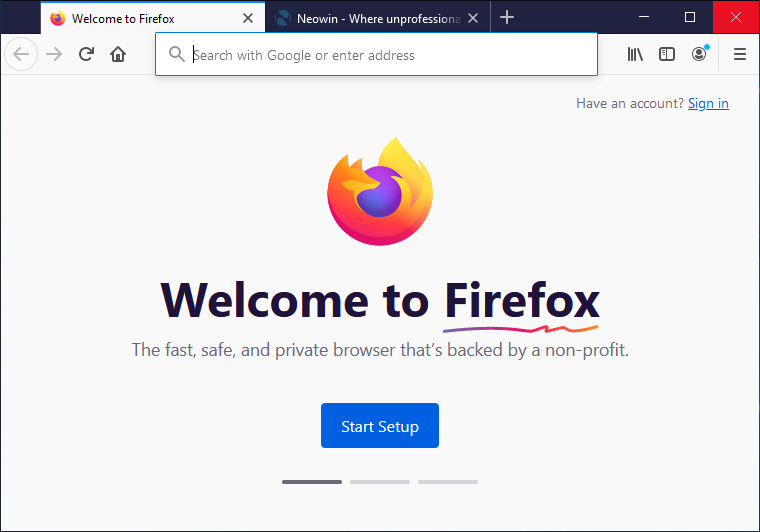 Welcome to Firefox
Neowin - Where unprofessiona
Search with Google or enter address
Have an account? Sign in
Welcome to Firefox
The fast, safe, and private browser that's backed by a non-profit.
Start Setup